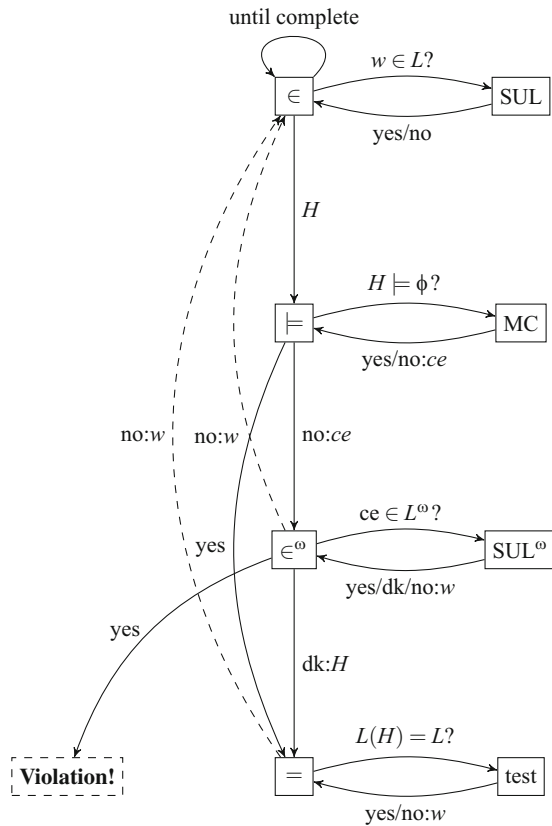 until complete
w ∈ L?
∈
SUL
yes/no
H
H ⊨ ϕ?
⊨
MC
yes/no:ce
no:w
no:w
no:ce
yes
ce ∈ L^ω?
∈^ω
SUL^ω
yes/dk/no:w
yes
dk:H
L(H) = L?
Violation!
=
test
yes/no:w